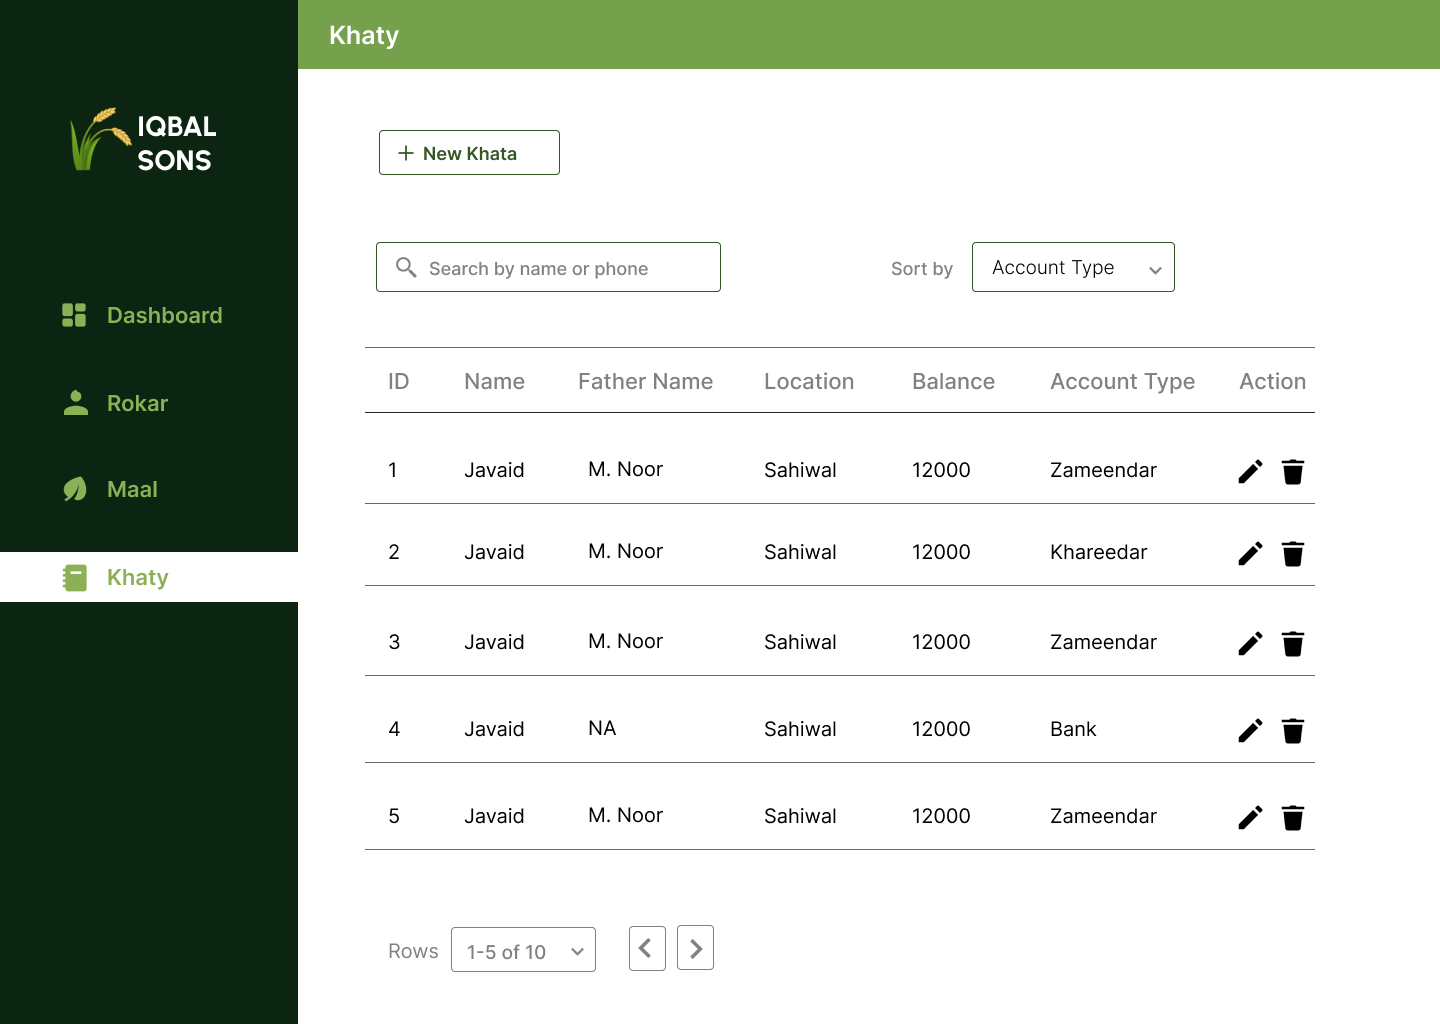 Khaty
IQBAL
SONS
+ New Khata
Search by name or phone
Sort by Account Type
Dashboard
Rokar
Maal
Khaty
ID Name Father Name Location Balance Account Type Action
1 Javaid M. Noor Sahiwal 12000 Zameendar
2 Javaid M. Noor Sahiwal 12000 Khareedar
3 Javaid M. Noor Sahiwal 12000 Zameendar
4 Javaid NA Sahiwal 12000 Bank
5 Javaid M. Noor Sahiwal 12000 Zameendar
Rows 1-5 of 10